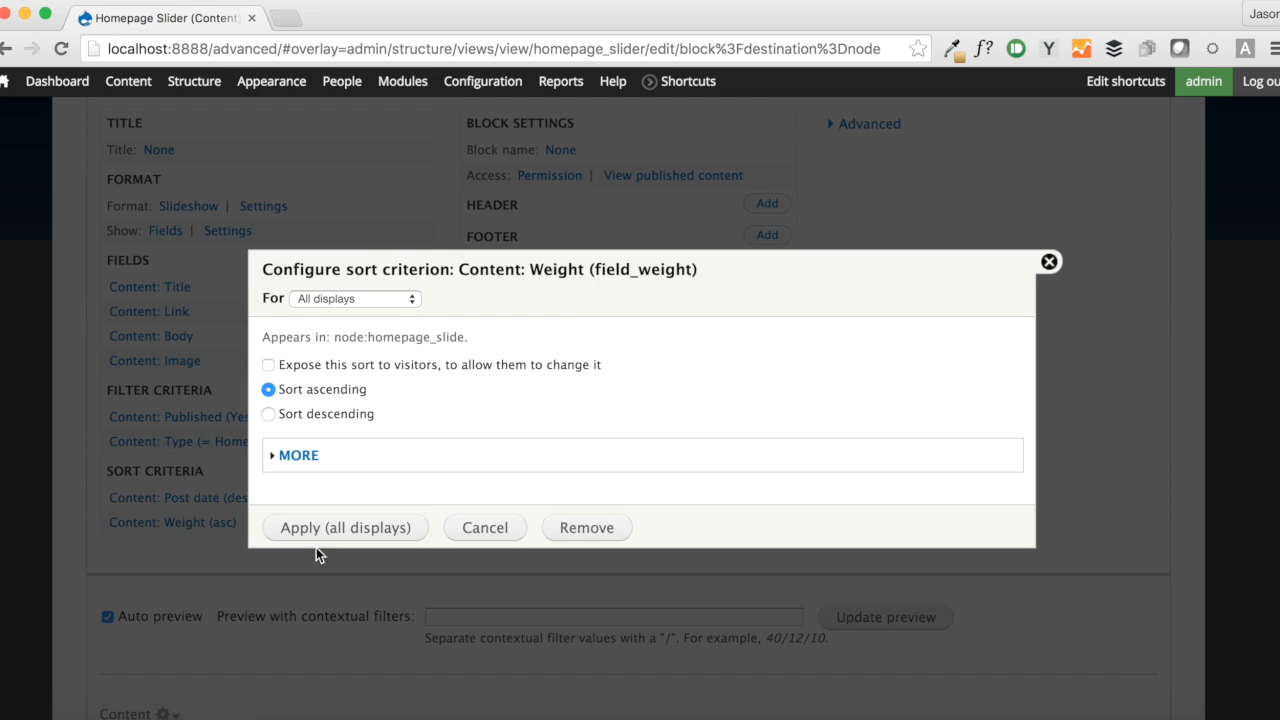 Homepage Slider (Content)
Jason
localhost:8888/advanced/#overlay=admin/structure/views/view/homepage_slider/edit/block%3Fdestination%3Dnode
f?
Y
A
Dashboard Content Structure Appearance People Modules Configuration Reports Help Shortcuts Edit shortcuts admin Log ou
TITLE BLOCK SETTINGS Advanced
Title: None Block name: None
FORMAT Access: Permission | View published content
Format: Slideshow | Settings HEADER Add
Show: Fields | Settings FOOTER Add
FIELDS
Content: Title
Content: Link
Content: Body
Content: Image
FILTER CRITERIA
Content: Published (Yes
Content: Type (= Home
SORT CRITERIA
Content: Post date (des
Content: Weight (asc)
Configure sort criterion: Content: Weight (field_weight)
For All displays
Appears in: node:homepage_slide.
Expose this sort to visitors, to allow them to change it
Sort ascending
Sort descending
MORE
Apply (all displays) Cancel Remove
Auto preview Preview with contextual filters: Update preview
Separate contextual filter values with a "/". For example, 40/12/10.
Content